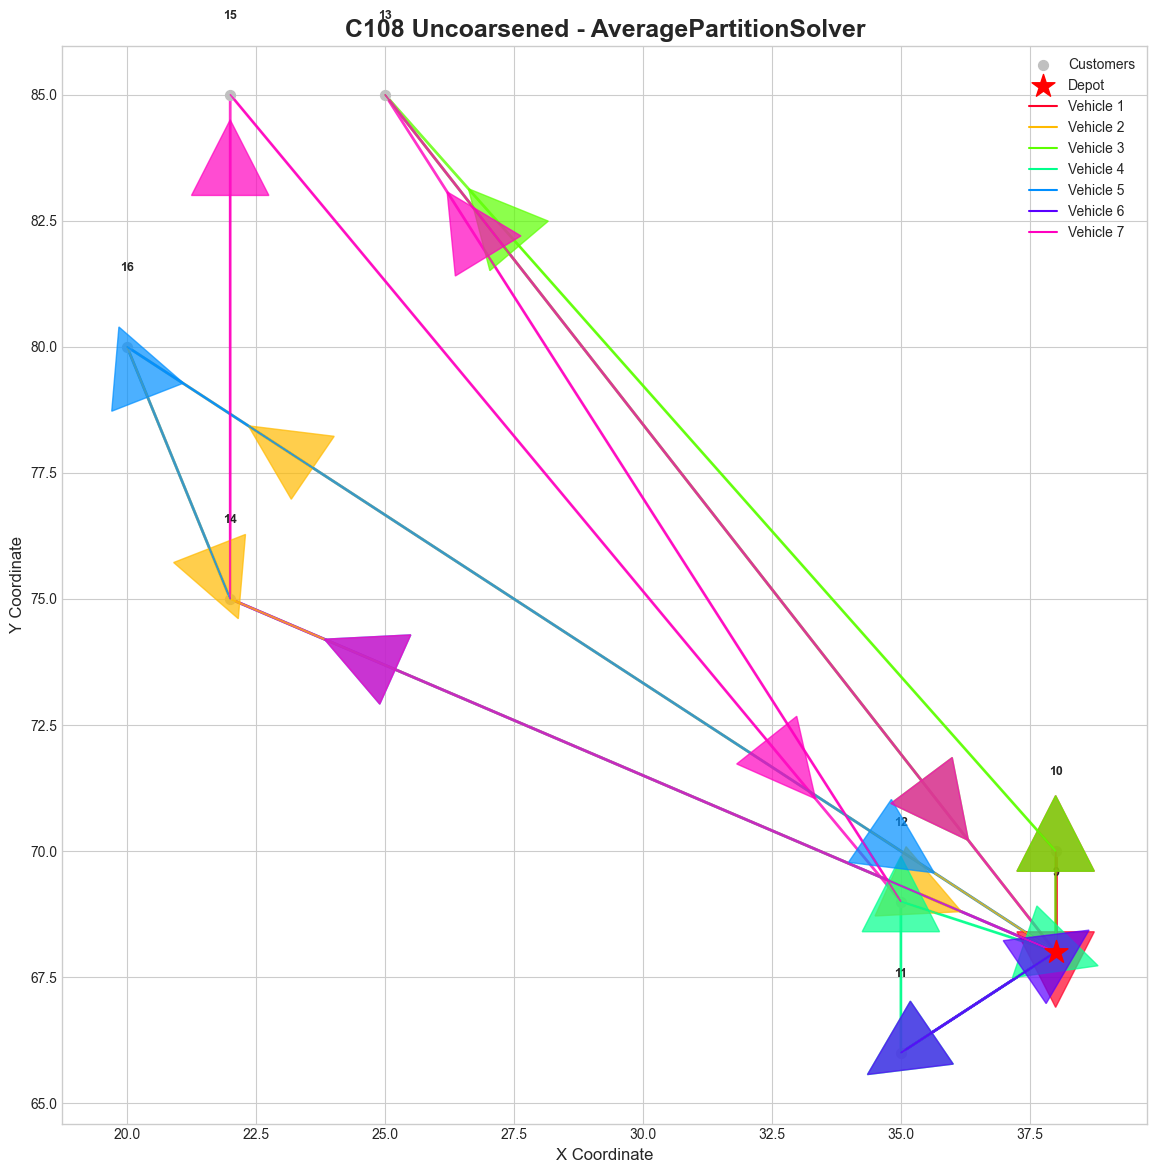 15
13
C108 Uncoarsened - AveragePartitionSolver
Customers
Depot
Vehicle 1
Vehicle 2
Vehicle 3
Vehicle 4
Vehicle 5
Vehicle 6
Vehicle 7
85.0
82.5
16
80.0
77.5
14
75.0
72.5
10
12
70.0
11
67.5
65.0
Y Coordinate
20.0 22.5 25.0 27.5 30.0 32.5 35.0 37.5
X Coordinate